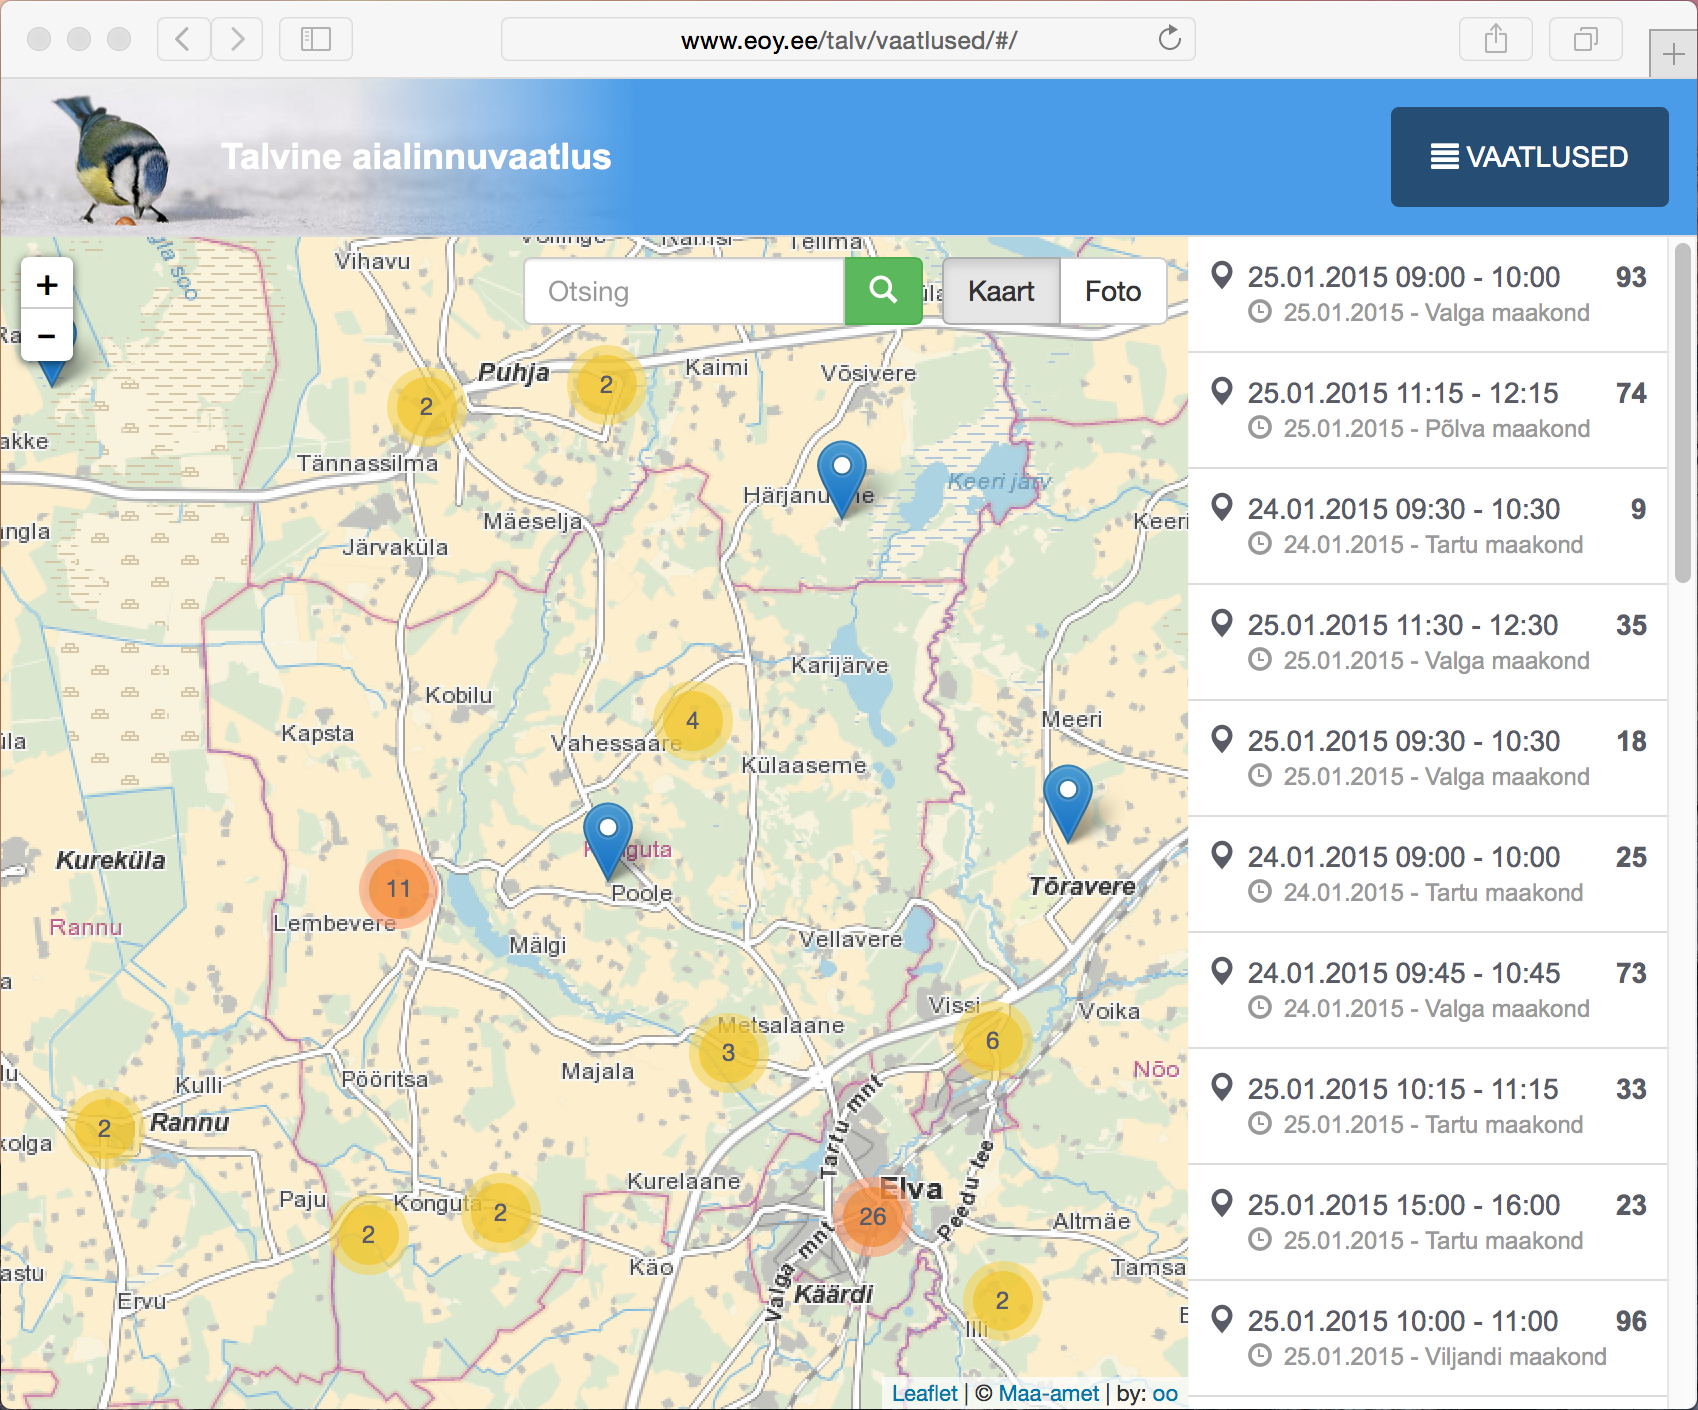 www.eoy.ee/talv/vaatlused/#/
Talvine aialinnuvaatlus
VAATLUSED
+
−
Otsing
Kaart
Foto
Vihavu
Puhja
2
2
Kaimi
Võsivere
Tännassilma
Keeri järv
Mäeselja
Keeri
Järvaküla
Karijärve
Kobilu
4
Meeri
Kapsta
Vahessaare
Külaaseme
Kureküla
11
Poole
Tõravere
Lembevere
Rannu
Mälgi
Vellavere
Vissi
Voika
Metsalaane
3
6
Majala
Nõo
Kulli
Pööritsa
Tartu mnt
2
Rannu
Peedu tee
Kurelaane
Elva
Paju
Konguta
2
2
26
Altmäe
Valga mnt
Käo
Tamsa
Käärdi
Ervu
2
Illi
Leaflet | © Maa-amet | by: oo
25.01.2015 09:00 - 10:00 93
25.01.2015 - Valga maakond
25.01.2015 11:15 - 12:15 74
25.01.2015 - Põlva maakond
24.01.2015 09:30 - 10:30 9
24.01.2015 - Tartu maakond
25.01.2015 11:30 - 12:30 35
25.01.2015 - Valga maakond
25.01.2015 09:30 - 10:30 18
25.01.2015 - Valga maakond
24.01.2015 09:00 - 10:00 25
24.01.2015 - Tartu maakond
24.01.2015 09:45 - 10:45 73
24.01.2015 - Valga maakond
25.01.2015 10:15 - 11:15 33
25.01.2015 - Tartu maakond
25.01.2015 15:00 - 16:00 23
25.01.2015 - Tartu maakond
25.01.2015 10:00 - 11:00 96
25.01.2015 - Viljandi maakond